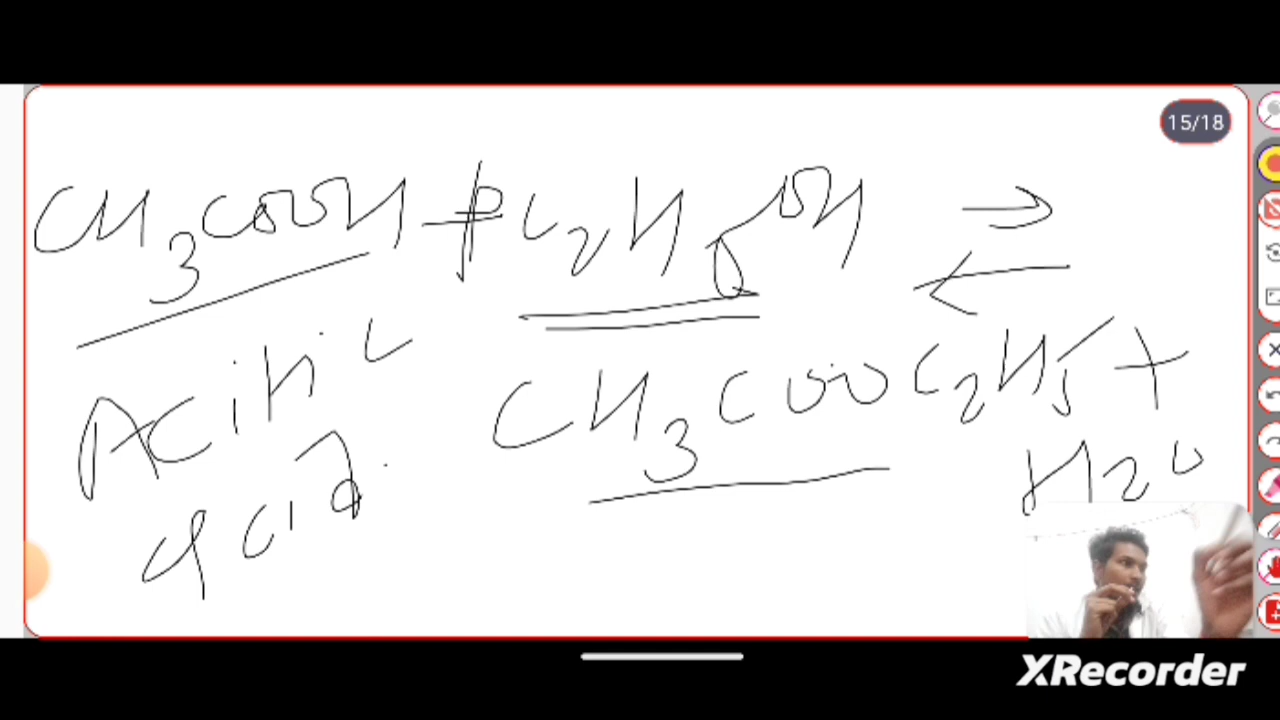 15/18
CH3COOH + C2H5OH ⇌
CH3COOC2H5 +
H2O
Acitic
acid.
XRecorder